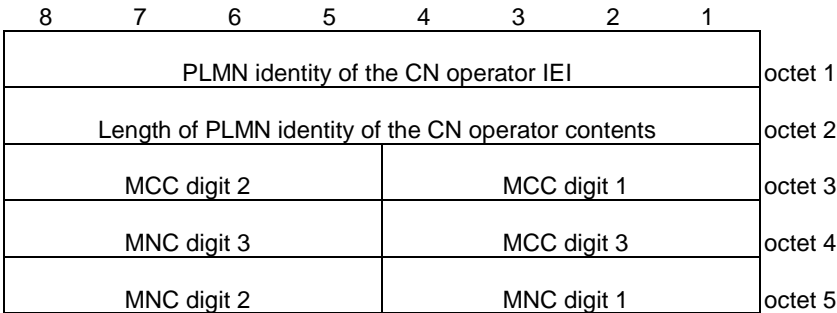 8 7 6 5 4 3 2 1
PLMN identity of the CN operator IEI octet 1
Length of PLMN identity of the CN operator contents octet 2
MCC digit 2 MCC digit 1 octet 3
MNC digit 3 MCC digit 3 octet 4
MNC digit 2 MNC digit 1 octet 5